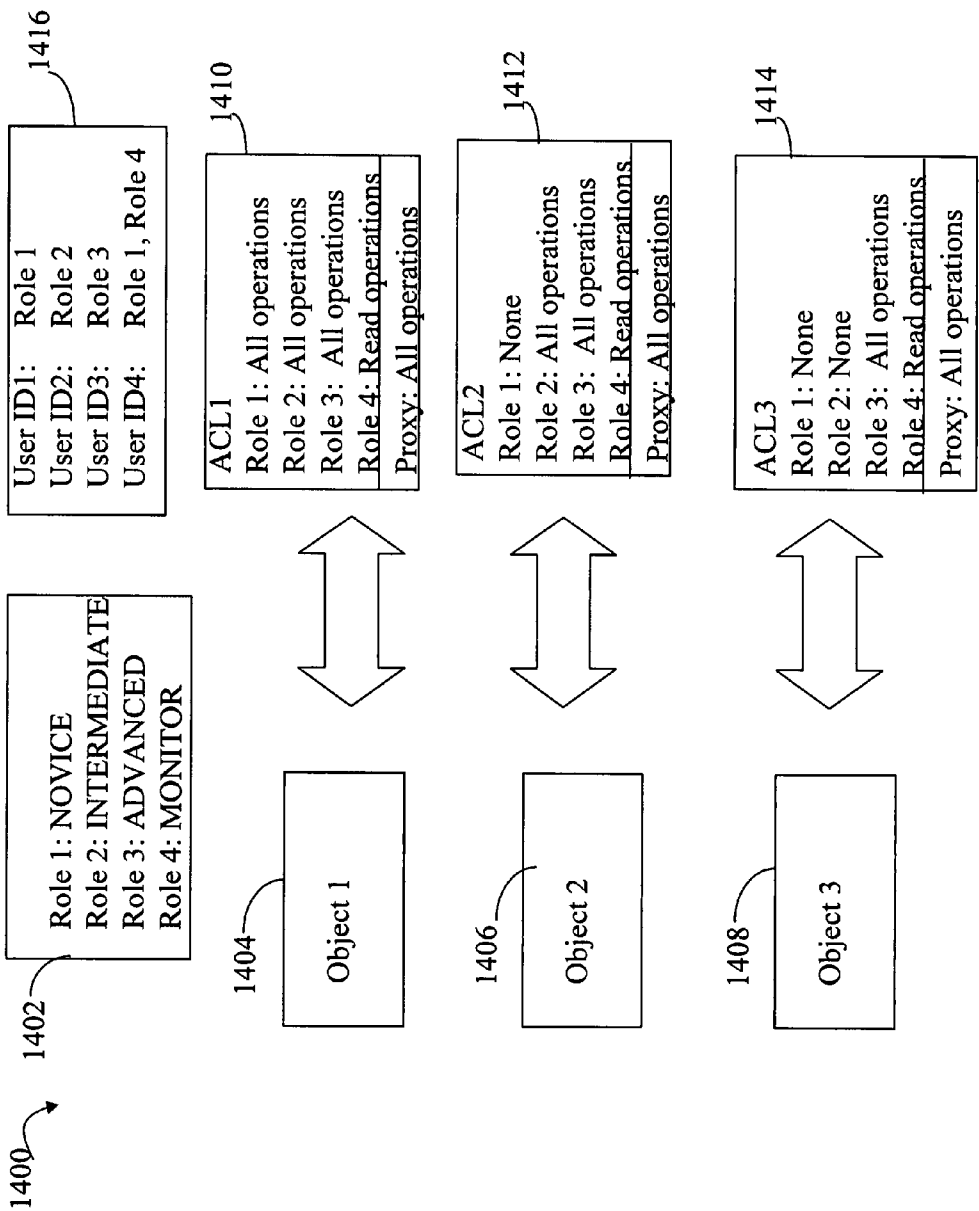 1400
1402
Role 1: NOVICE
Role 2: INTERMEDIATE
Role 3: ADVANCED
Role 4: MONITOR
User ID1: Role 1
User ID2: Role 2
User ID3: Role 3
User ID4: Role 1, Role 4
1416
1404
Object 1
1410
ACL1
Role 1: All operations
Role 2: All operations
Role 3: All operations
Role 4: Read operations
Proxy: All operations
1406
Object 2
1412
ACL2
Role 1: None
Role 2: All operations
Role 3: All operations
Role 4: Read operations
Proxy: All operations
1408
Object 3
1414
ACL3
Role 1: None
Role 2: None
Role 3: All operations
Role 4: Read operations
Proxy: All operations